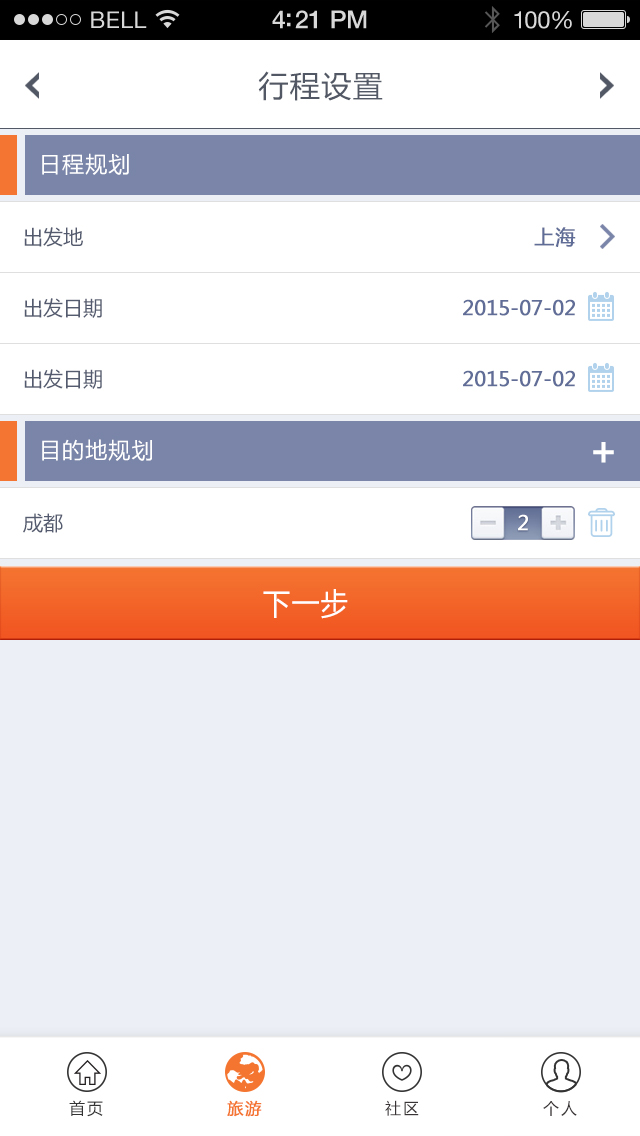 BELL 4:21 PM 100%
行程设置
日程规划
出发地 上海
出发日期 2015-07-02
出发日期 2015-07-02
目的地规划 +
成都 − 2 +
下一步
首页 旅游 社区 个人